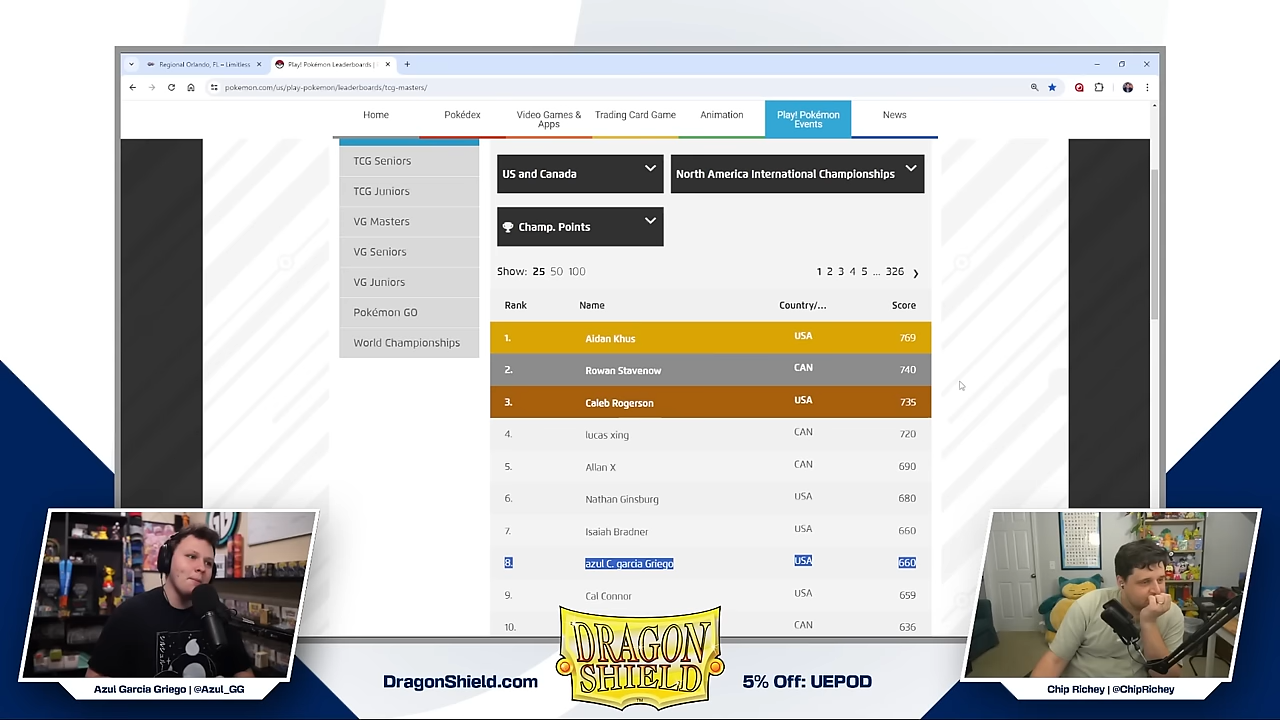 Regional Orlando, FL – Limitless
Play! Pokémon Leaderboards |
pokemon.com/us/play-pokemon/leaderboards/tcg-masters/
Home
Pokédex
Video Games & Apps
Trading Card Game
Animation
Play! Pokémon Events
News
TCG Seniors
TCG Juniors
VG Masters
VG Seniors
VG Juniors
Pokémon GO
World Championships
US and Canada
North America International Championships
Champ. Points
Show: 25 50 100
1 2 3 4 5 ... 326 ›
Rank Name Country/... Score
1. Aidan Khus USA 769
2. Rowan Stavenow CAN 740
3. Caleb Rogerson USA 735
4. lucas xing CAN 720
5. Allan X CAN 690
6. Nathan Ginsburg USA 680
7. Isaiah Bradner USA 660
8. azul C. garcia Griego USA 660
9. Cal Connor USA 659
10. CAN 636
DRAGON
SHIELD
DragonShield.com
5% Off: UEPOD
Azul Garcia Griego | @Azul_GG
Chip Richey | @ChipRichey